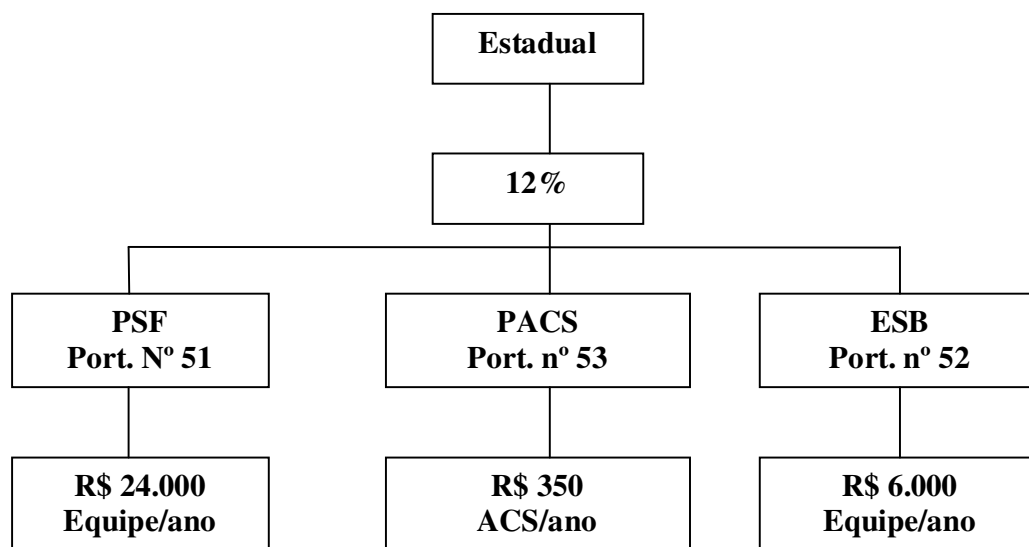 Estadual
12%
PSF
Port. Nº 51
PACS
Port. nº 53
ESB
Port. nº 52
R$ 24.000
Equipe/ano
R$ 350
ACS/ano
R$ 6.000
Equipe/ano